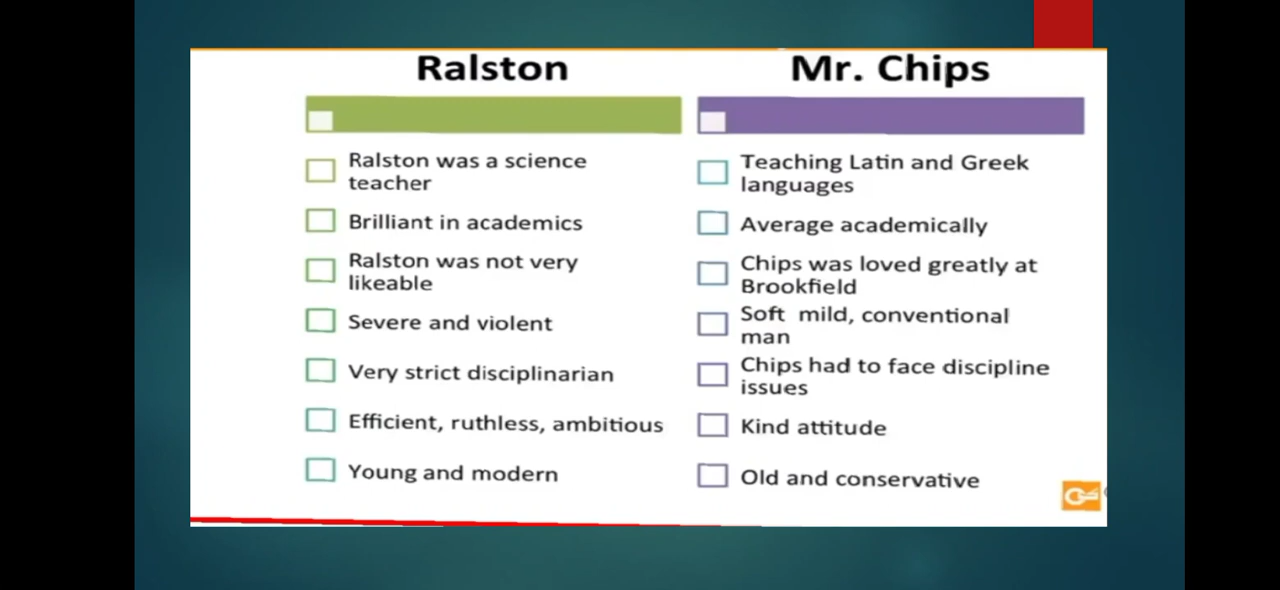 Ralston
Ralston was a science
teacher
Brilliant in academics
Ralston was not very
likeable
Severe and violent
Very strict disciplinarian
Efficient, ruthless, ambitious
Young and modern
Mr. Chips
Teaching Latin and Greek
languages
Average academically
Chips was loved greatly at
Brookfield
Soft mild, conventional
man
Chips had to face discipline
issues
Kind attitude
Old and conservative